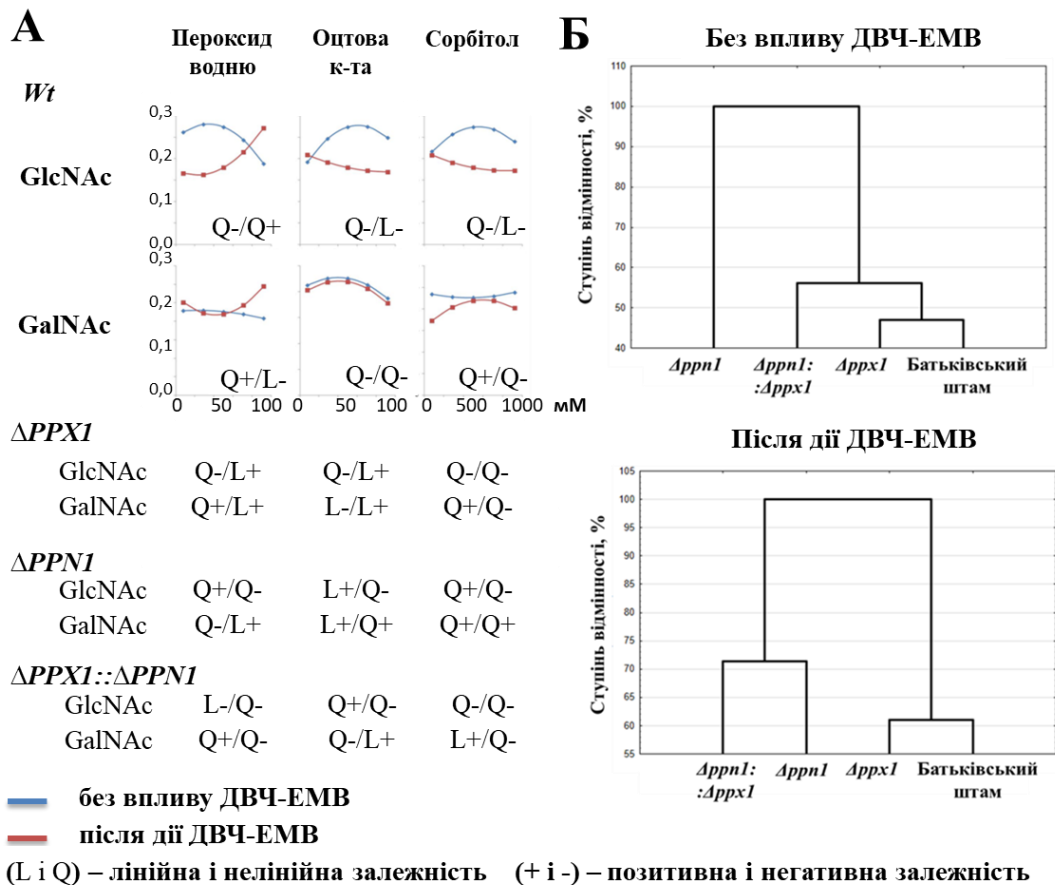 А
Пероксид водню
Оцтова к-та
Сорбітол
Wt
GlcNAc
0,3
0,2
0,1
0,0
Q-/Q+
Q-/L-
Q-/L-
GalNAc
0,3
0,2
0,1
0,0
Q+/L-
Q-/Q-
Q+/Q-
0 50 100 0 50 100 0 500 1000 мМ
ΔPPX1
GlcNAc Q-/L+ Q-/L+ Q-/Q-
GalNAc Q+/L+ L-/L+ Q+/Q-
ΔPPN1
GlcNAc Q+/Q- L+/Q- Q+/Q-
GalNAc Q-/L+ L+/Q+ Q+/Q+
ΔPPX1::ΔPPN1
GlcNAc L-/Q- Q+/Q- Q-/Q-
GalNAc Q+/Q- Q-/L+ L+/Q-
без впливу ДВЧ-ЕМВ
після дії ДВЧ-ЕМВ
(L і Q) – лінійна і нелінійна залежність (+ і -) – позитивна і негативна залежність
Б
Без впливу ДВЧ-ЕМВ
Ступінь відмінності, %
110
100
90
80
70
60
50
40
Δppn1
Δppn1:
:Δppx1
Δppx1
Батьківський
штам
Після дії ДВЧ-ЕМВ
Ступінь відмінності, %
105
100
95
90
85
80
75
70
65
60
55
Δppn1:
:Δppx1
Δppn1
Δppx1
Батьківський
штам